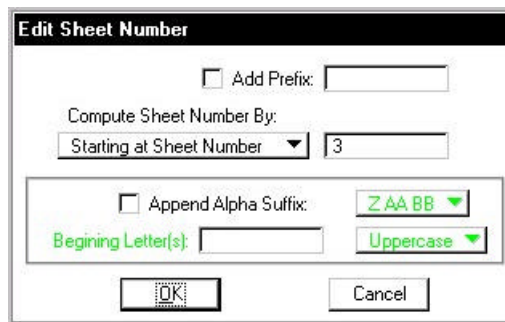 Edit Sheet Number
Add Prefix:
Compute Sheet Number By:
Starting at Sheet Number 3
Append Alpha Suffix: Z AA BB
Begining Letter(s): Uppercase
OK Cancel